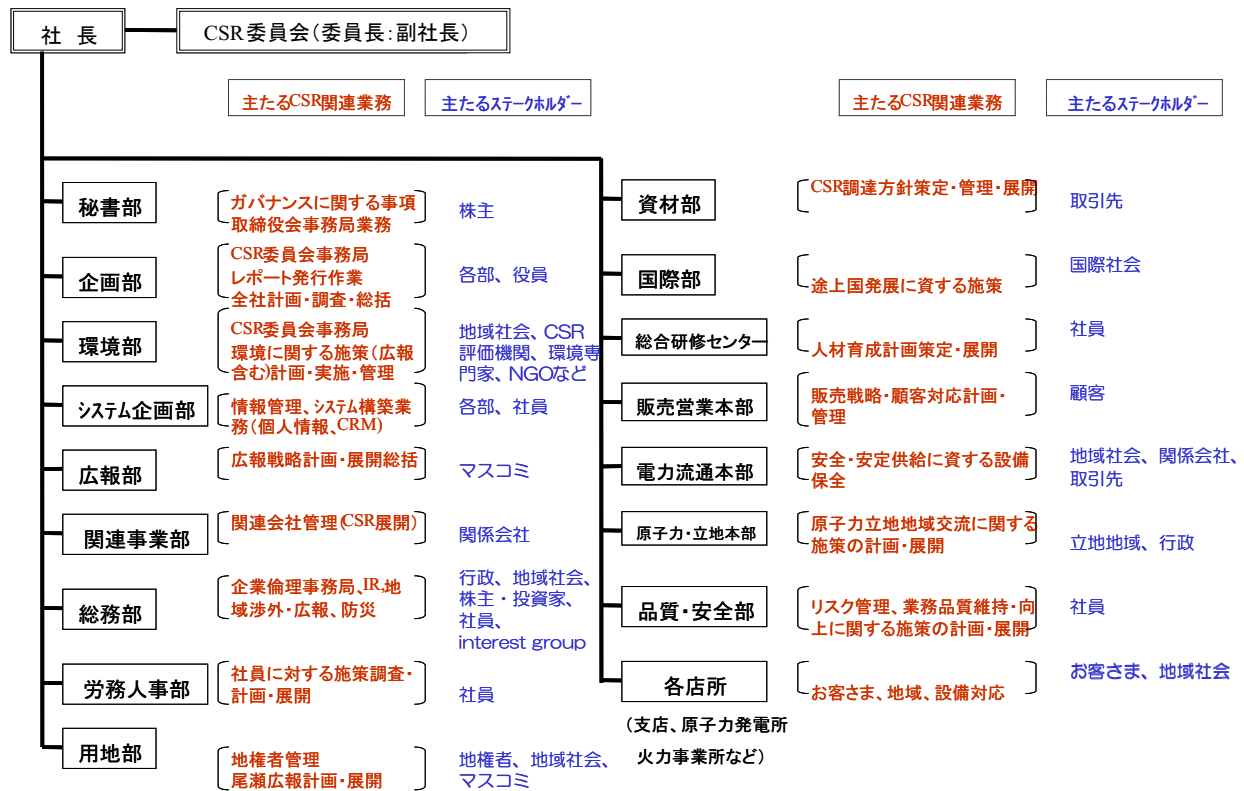 社 長
CSR委員会(委員長:副社長)
主たるCSR関連業務
主たるステークホルダー
主たるCSR関連業務
主たるステークホルダー
秘書部
ガバナンスに関する事項
取締役会事務局業務
株主
企画部
CSR委員会事務局
レポート発行作業
全社計画・調査・総括
各部、役員
環境部
CSR委員会事務局
環境に関する施策(広報
含む)計画・実施・管理
地域社会、CSR
評価機関、環境専
門家、NGOなど
システム企画部
情報管理、システム構築業
務(個人情報、CRM)
各部、社員
広報部
広報戦略計画・展開総括
マスコミ
関連事業部
関連会社管理(CSR展開)
関係会社
総務部
企業倫理事務局、IR、地
域渉外・広報、防災
行政、地域社会、
株主・投資家、
社員、
interest group
労務人事部
社員に対する施策調査・
計画・展開
社員
用地部
地権者管理
尾瀬広報計画・展開
地権者、地域社会、
マスコミ
資材部
CSR調達方針策定・管理・展開
取引先
国際部
途上国発展に資する施策
国際社会
総合研修センター
人材育成計画策定・展開
社員
販売営業本部
販売戦略・顧客対応計画・
管理
顧客
電力流通本部
安全・安定供給に資する設備
保全
地域社会、関係会社、
取引先
原子力・立地本部
原子力立地地域交流に関する
施策の計画・展開
立地地域、行政
品質・安全部
リスク管理、業務品質維持・向
上に関する施策の計画・展開
社員
各店所
お客さま、地域、設備対応
お客さま、地域社会
(支店、原子力発電所
火力事業所など)